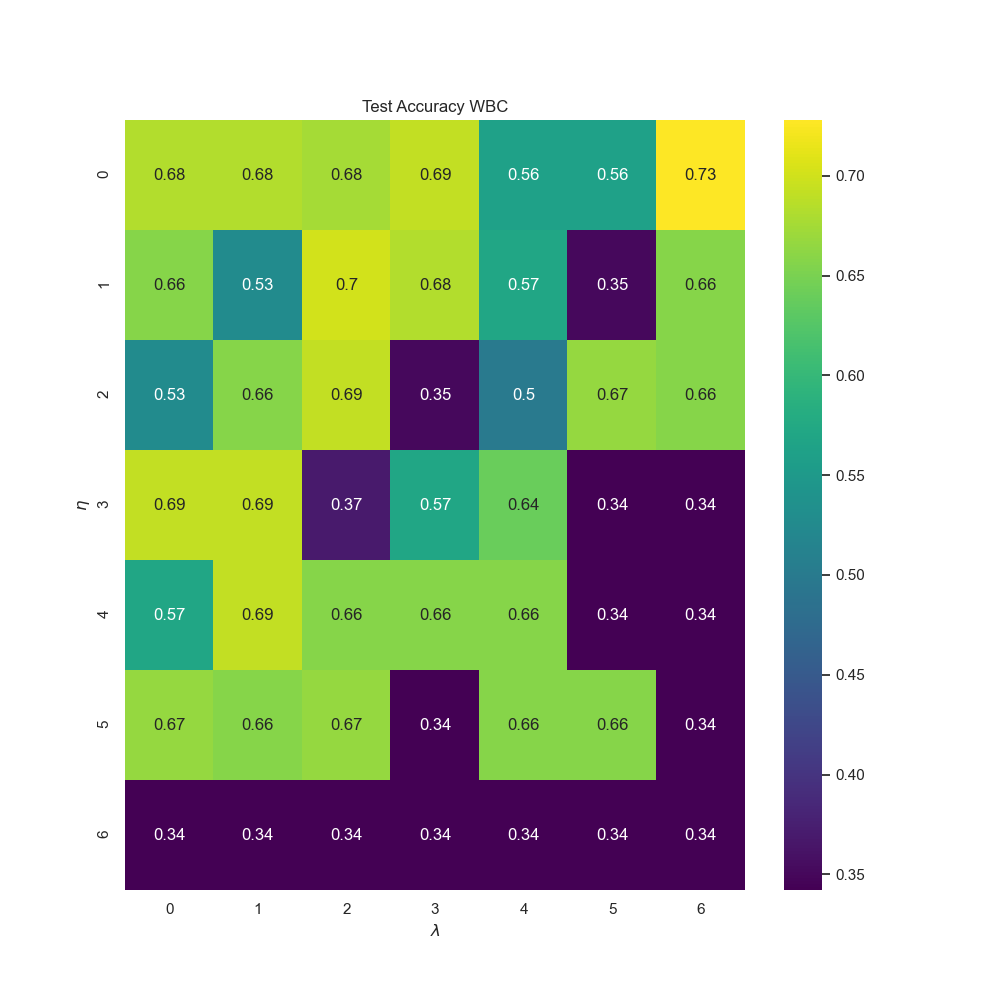 Test Accuracy WBC
0 0.68 0.68 0.68 0.69 0.56 0.56 0.73
1 0.66 0.53 0.7 0.68 0.57 0.35 0.66
2 0.53 0.66 0.69 0.35 0.5 0.67 0.66
η
3 0.69 0.69 0.37 0.57 0.64 0.34 0.34
4 0.57 0.69 0.66 0.66 0.66 0.34 0.34
5 0.67 0.66 0.67 0.34 0.66 0.66 0.34
6 0.34 0.34 0.34 0.34 0.34 0.34 0.34
0 1 2 3 4 5 6
λ
0.70
0.65
0.60
0.55
0.50
0.45
0.40
0.35